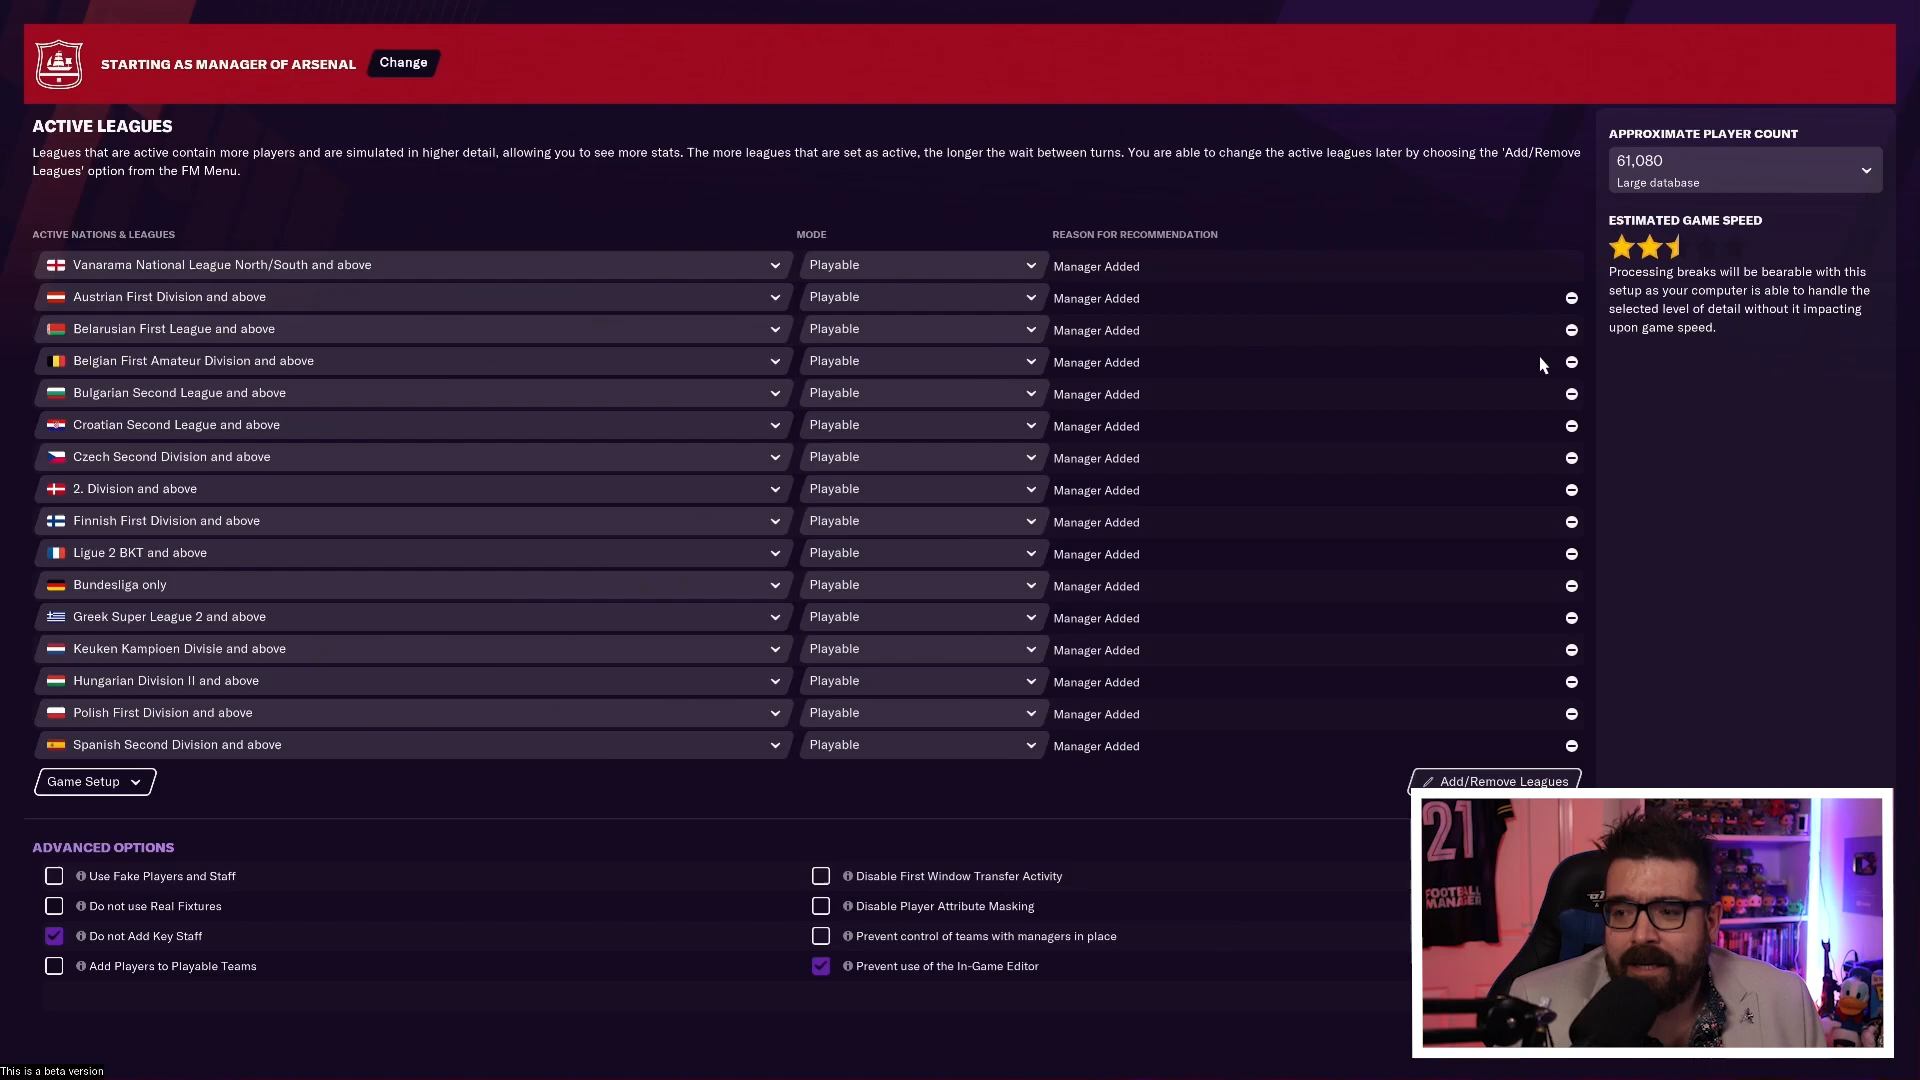 STARTING AS MANAGER OF ARSENAL
Change
ACTIVE LEAGUES
Leagues that are active contain more players and are simulated in higher detail, allowing you to see more stats. The more leagues that are set as active, the longer the wait between turns. You are able to change the active leagues later by choosing the 'Add/Remove
Leagues' option from the FM Menu.
APPROXIMATE PLAYER COUNT
61,080
Large database
ESTIMATED GAME SPEED
Processing breaks will be bearable with this
setup as your computer is able to handle the
selected level of detail without it impacting
upon game speed.
ACTIVE NATIONS & LEAGUES MODE REASON FOR RECOMMENDATION
Vanarama National League North/South and above Playable Manager Added
Austrian First Division and above Playable Manager Added
Belarusian First League and above Playable Manager Added
Belgian First Amateur Division and above Playable Manager Added
Bulgarian Second League and above Playable Manager Added
Croatian Second League and above Playable Manager Added
Czech Second Division and above Playable Manager Added
2. Division and above Playable Manager Added
Finnish First Division and above Playable Manager Added
Ligue 2 BKT and above Playable Manager Added
Bundesliga only Playable Manager Added
Greek Super League 2 and above Playable Manager Added
Keuken Kampioen Divisie and above Playable Manager Added
Hungarian Division II and above Playable Manager Added
Polish First Division and above Playable Manager Added
Spanish Second Division and above Playable Manager Added
Game Setup
Add/Remove Leagues
ADVANCED OPTIONS
Use Fake Players and Staff
Do not use Real Fixtures
Do not Add Key Staff
Add Players to Playable Teams
Disable First Window Transfer Activity
Disable Player Attribute Masking
Prevent control of teams with managers in place
Prevent use of the In-Game Editor
21
FOOTBALL
MANAGER
This is a beta version